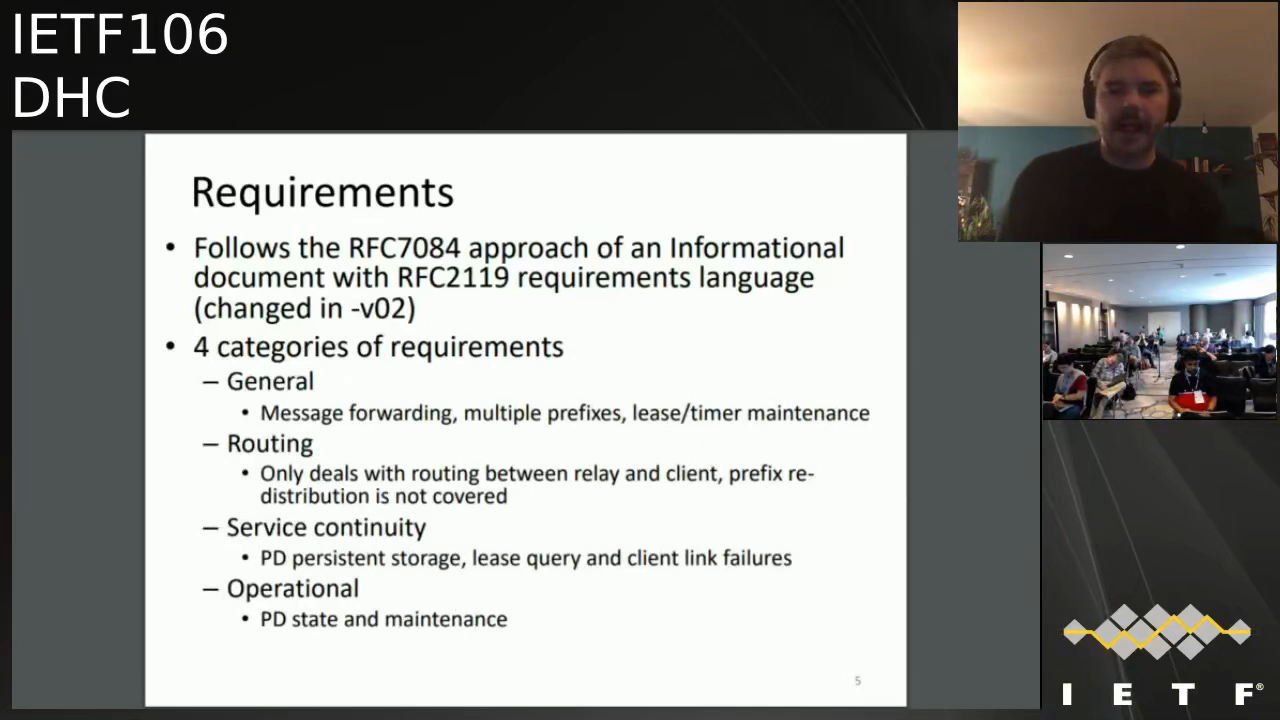 IETF106
DHC
Requirements
• Follows the RFC7084 approach of an Informational
document with RFC2119 requirements language
(changed in -v02)
• 4 categories of requirements
– General
• Message forwarding, multiple prefixes, lease/timer maintenance
– Routing
• Only deals with routing between relay and client, prefix re-
distribution is not covered
– Service continuity
• PD persistent storage, lease query and client link failures
– Operational
• PD state and maintenance
5
I E T F®